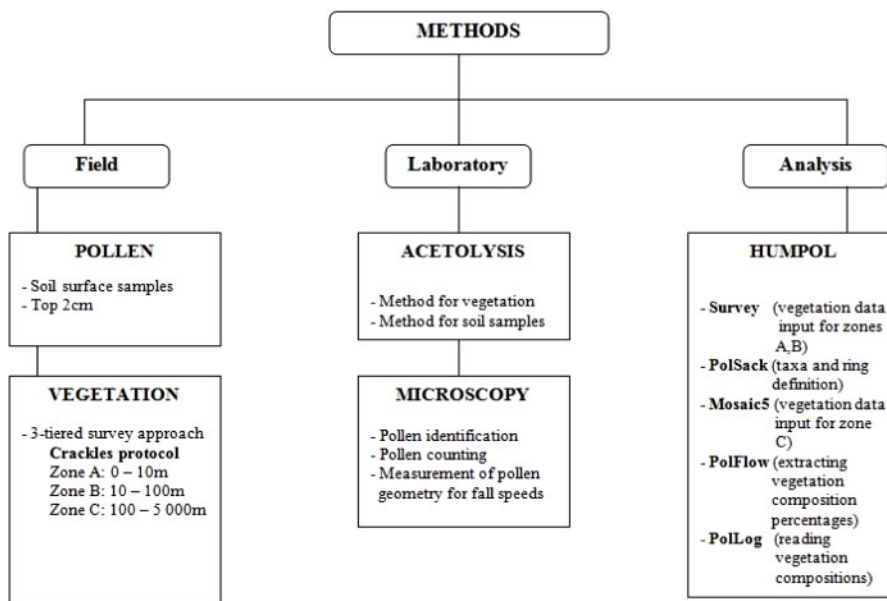 METHODS
Field
Laboratory
Analysis
POLLEN
- Soil surface samples
- Top 2cm
VEGETATION
- 3-tiered survey approach
Crackles protocol
Zone A: 0 – 10m
Zone B: 10 – 100m
Zone C: 100 – 5 000m
ACETOLYSIS
- Method for vegetation
- Method for soil samples
MICROSCOPY
- Pollen identification
- Pollen counting
- Measurement of pollen
geometry for fall speeds
HUMPOL
- Survey (vegetation data
input for zones
A,B)
- PolSack (taxa and ring
definition)
- Mosaic5 (vegetation data
input for zone
C)
- PolFlow (extracting
vegetation
composition
percentages)
- PolLog (reading
vegetation
compositions)